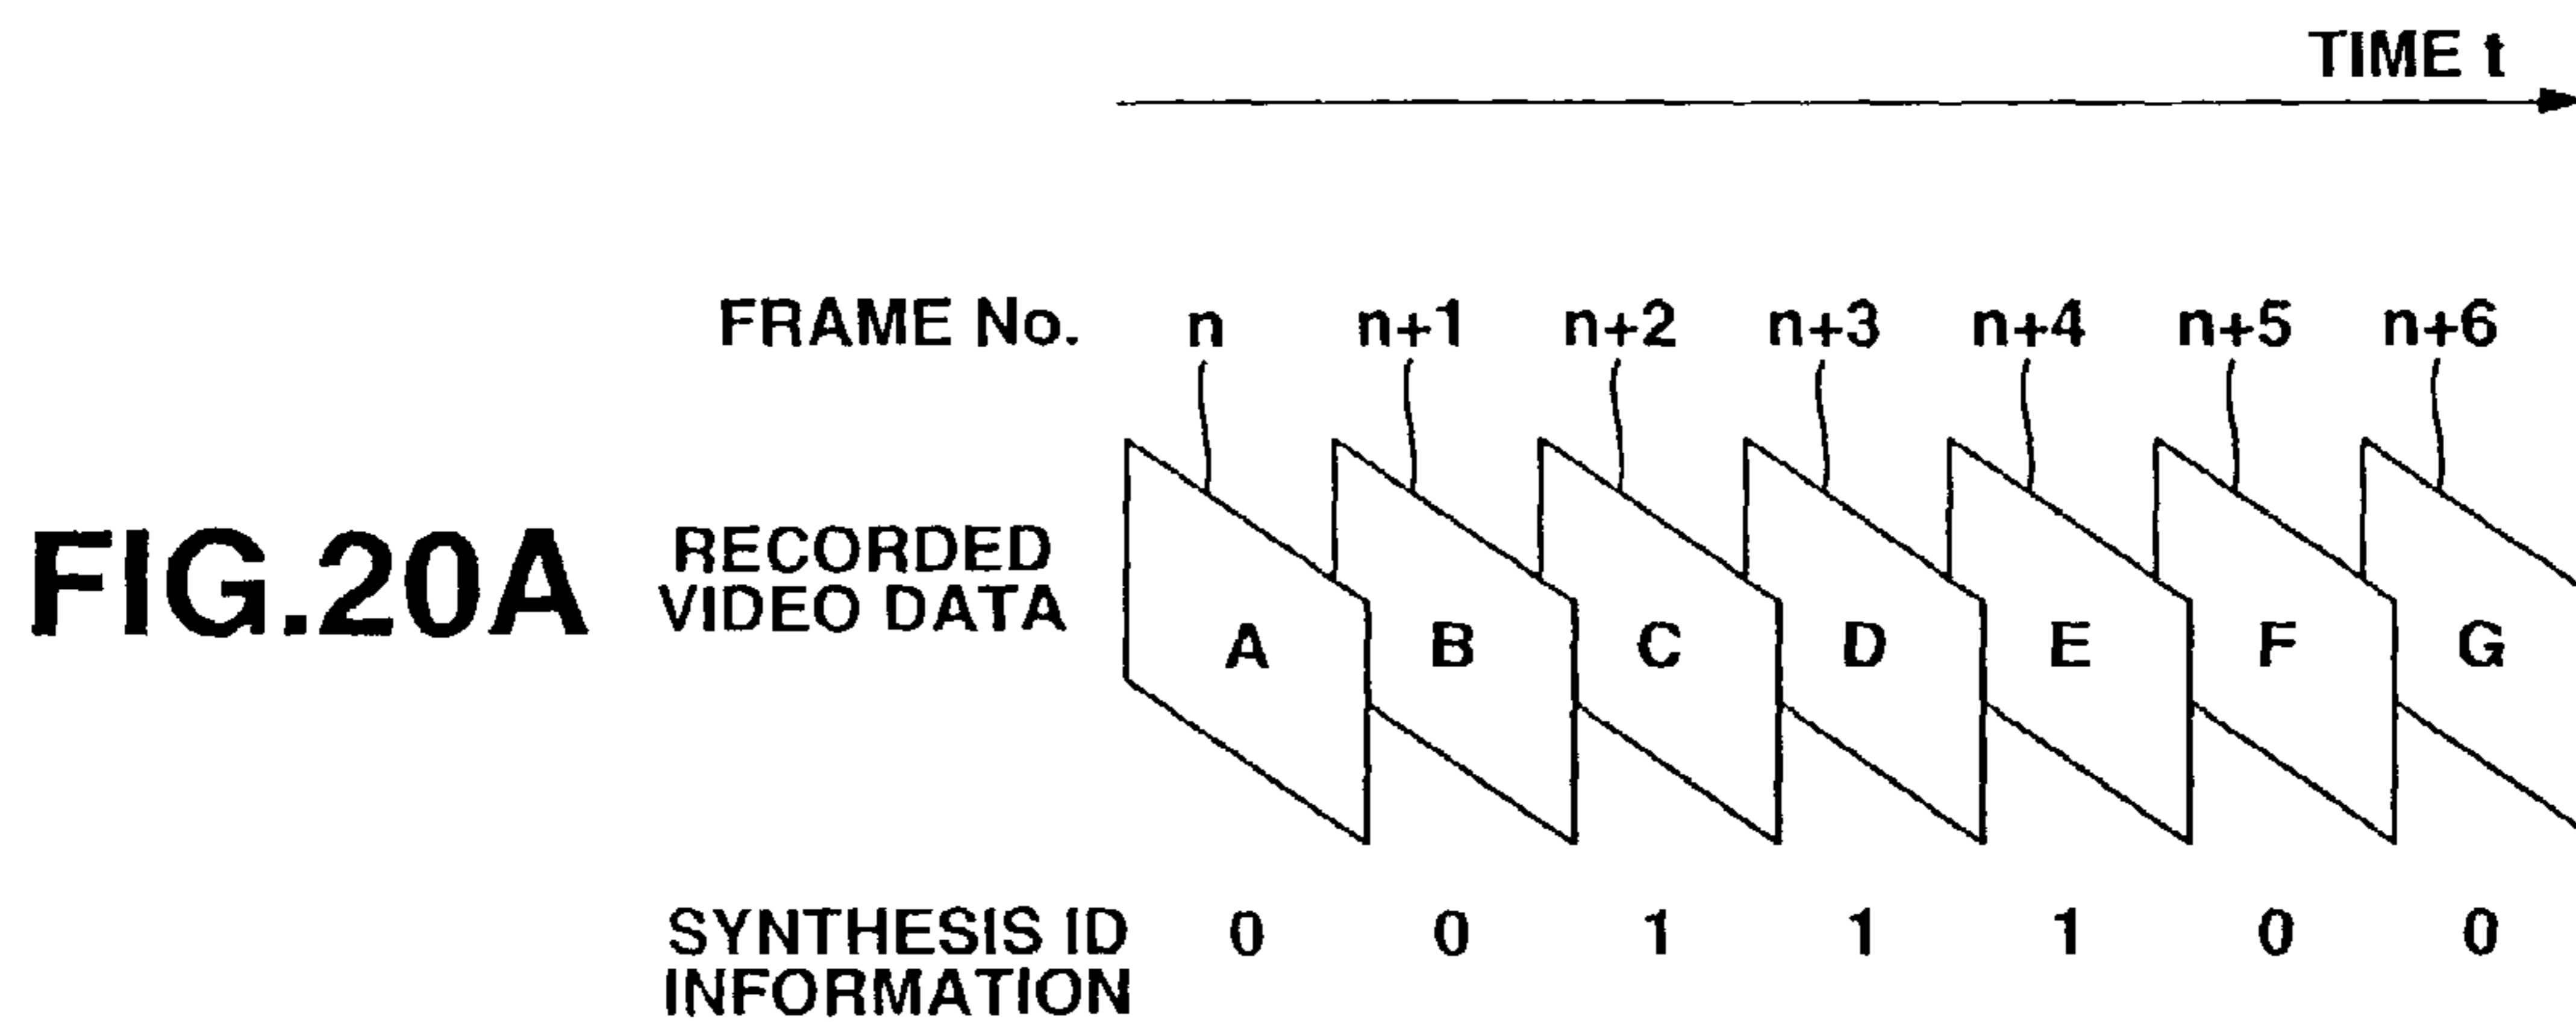 TIME t
FRAME No. n n+1 n+2 n+3 n+4 n+5 n+6
FIG.20A
RECORDED
VIDEO DATA
A B C D E F G
SYNTHESIS ID
INFORMATION
0 0 1 1 1 0 0